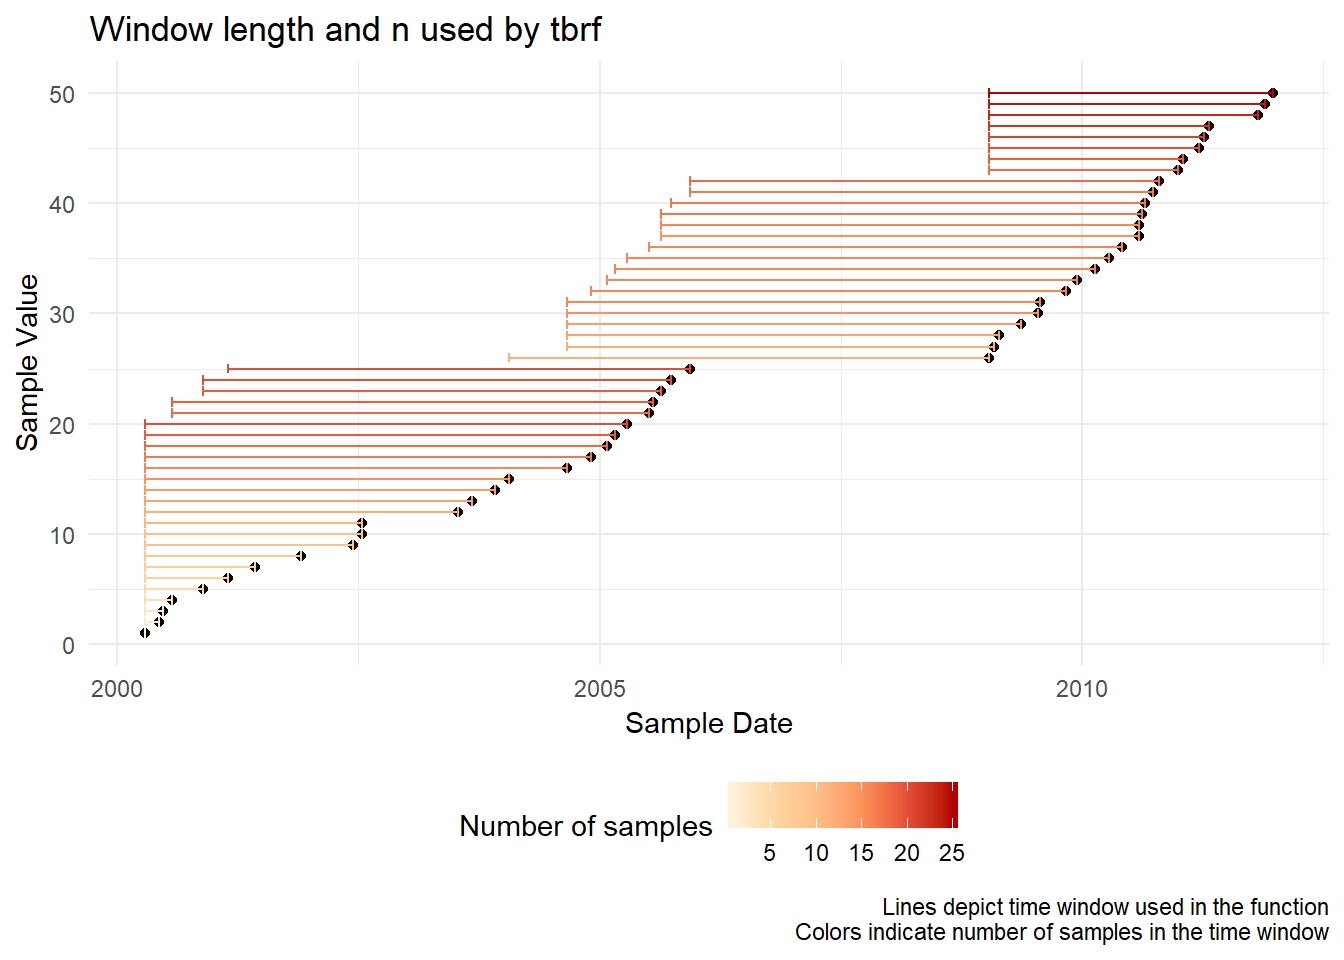 Window length and n used by tbrf
Sample Value
50
40
30
20
10
0
2000 2005 2010
Sample Date
Number of samples
5 10 15 20 25
Lines depict time window used in the function
Colors indicate number of samples in the time window